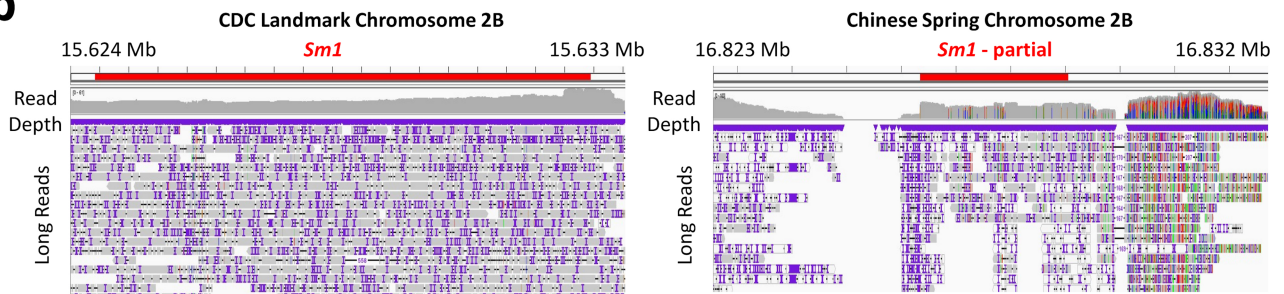 b
CDC Landmark Chromosome 2B
15.624 Mb Sm1 15.633 Mb
Read Depth
Long Reads
Chinese Spring Chromosome 2B
16.823 Mb Sm1 - partial 16.832 Mb
Read Depth
Long Reads